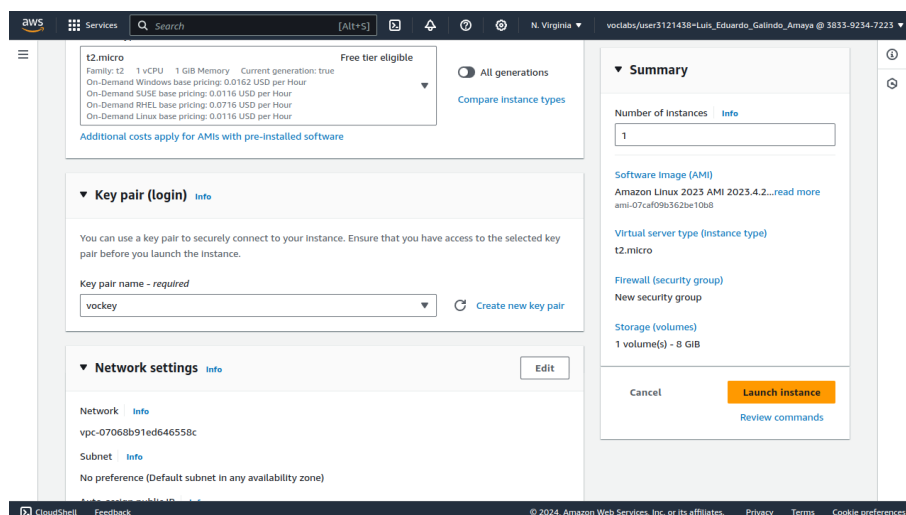 aws
Services
Search
[Alt+S]
N. Virginia
voclabs/user3121438=Luis_Eduardo_Galindo_Amaya @ 3833-9234-7223
t2.micro
Free tier eligible
Family: t2 1 vCPU 1 GiB Memory Current generation: true
On-Demand Windows base pricing: 0.0162 USD per Hour
On-Demand SUSE base pricing: 0.0116 USD per Hour
On-Demand RHEL base pricing: 0.0716 USD per Hour
On-Demand Linux base pricing: 0.0116 USD per Hour
All generations
Compare instance types
Additional costs apply for AMIs with pre-installed software
Key pair (login) Info
You can use a key pair to securely connect to your instance. Ensure that you have access to the selected key
pair before you launch the instance.
Key pair name - required
vockey
Create new key pair
Network settings Info
Edit
Network Info
vpc-07068b91ed646558c
Subnet Info
No preference (Default subnet in any availability zone)
Summary
Number of instances Info
1
Software Image (AMI)
Amazon Linux 2023 AMI 2023.4.2...read more
ami-07caf09b362be10b8
Virtual server type (instance type)
t2.micro
Firewall (security group)
New security group
Storage (volumes)
1 volume(s) - 8 GiB
Cancel
Launch instance
Review commands
CloudShell
Feedback
© 2024, Amazon Web Services, Inc. or its affiliates.
Privacy
Terms
Cookie preferences